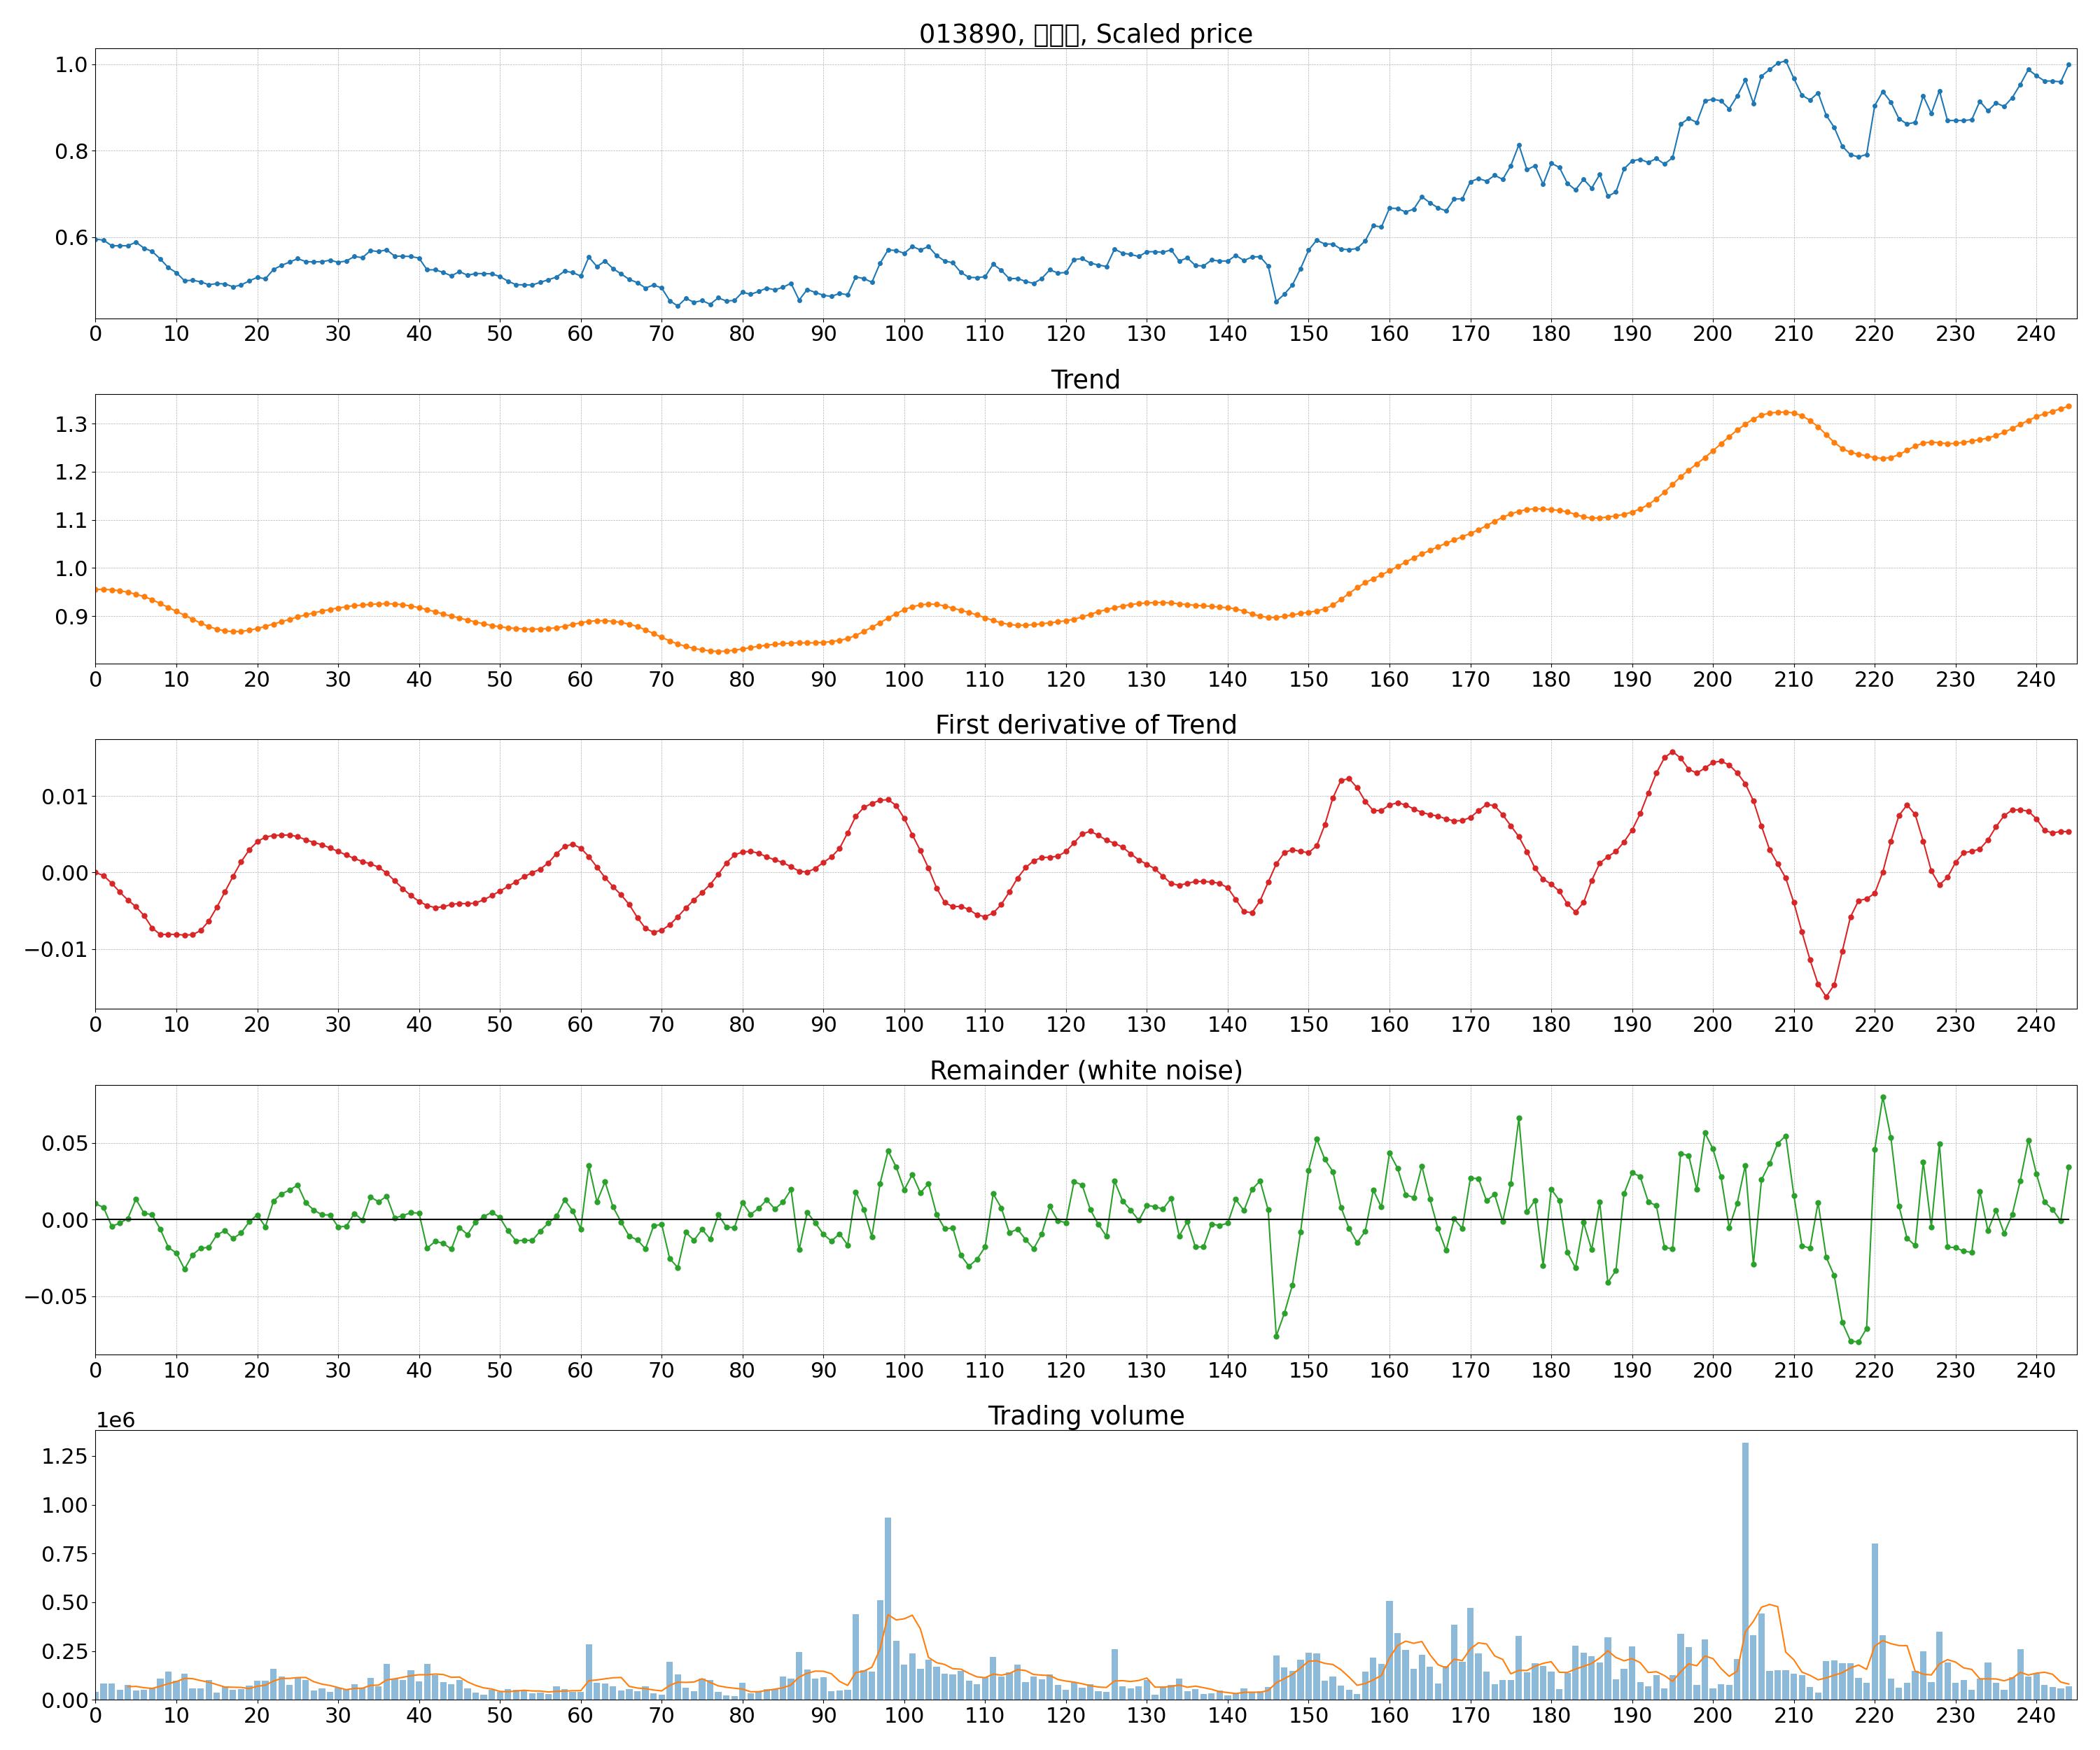 013890, □□□, Scaled price
1.0
0.8
0.6
0 10 20 30 40 50 60 70 80 90 100 110 120 130 140 150 160 170 180 190 200 210 220 230 240
Trend
1.3
1.2
1.1
1.0
0.9
0 10 20 30 40 50 60 70 80 90 100 110 120 130 140 150 160 170 180 190 200 210 220 230 240
First derivative of Trend
0.01
0.00
−0.01
0 10 20 30 40 50 60 70 80 90 100 110 120 130 140 150 160 170 180 190 200 210 220 230 240
Remainder (white noise)
0.05
0.00
−0.05
0 10 20 30 40 50 60 70 80 90 100 110 120 130 140 150 160 170 180 190 200 210 220 230 240
Trading volume
1e6
1.25
1.00
0.75
0.50
0.25
0.00
0 10 20 30 40 50 60 70 80 90 100 110 120 130 140 150 160 170 180 190 200 210 220 230 240